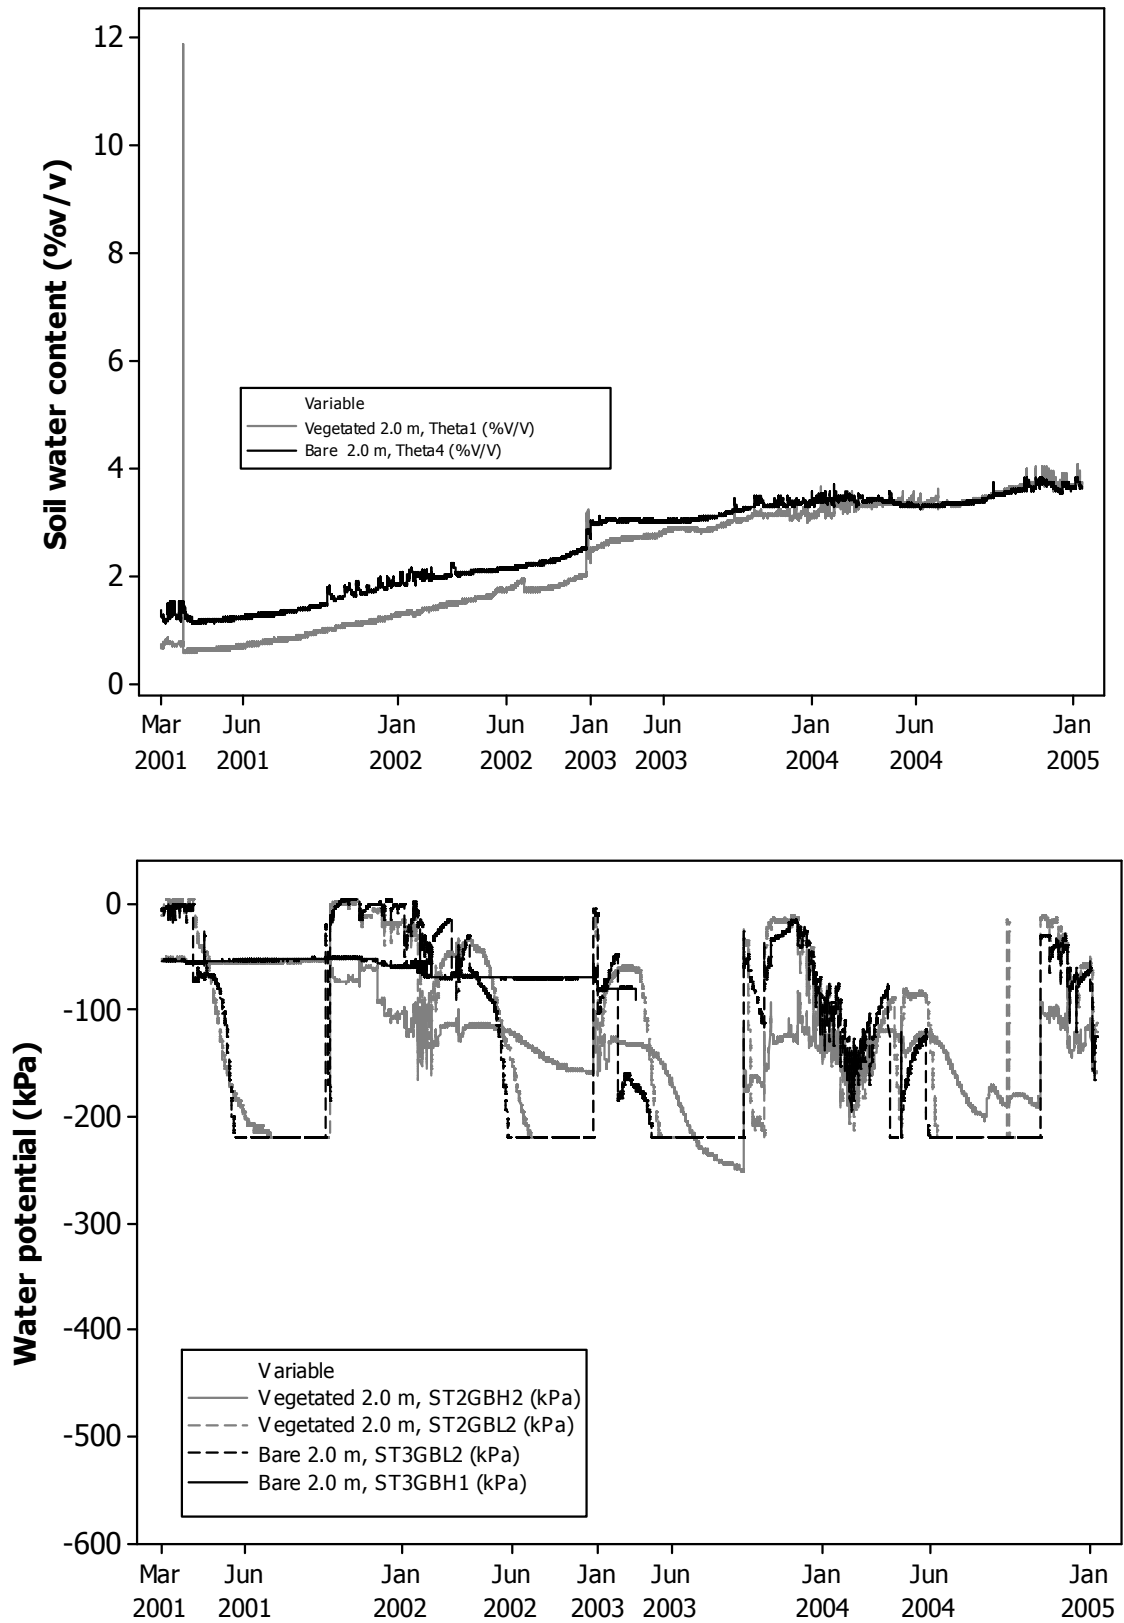 Soil water content (%v/v)
12
10
8
6
4
2
0
Variable
Vegetated 2.0 m, Theta1 (%V/V)
Bare 2.0 m, Theta4 (%V/V)
Mar Jun Jan Jun Jan Jun Jan Jun Jan
2001 2001 2002 2002 2003 2003 2004 2004 2005
Water potential (kPa)
0
-100
-200
-300
-400
-500
-600
Variable
Vegetated 2.0 m, ST2GBH2 (kPa)
Vegetated 2.0 m, ST2GBL2 (kPa)
Bare 2.0 m, ST3GBL2 (kPa)
Bare 2.0 m, ST3GBH1 (kPa)
Mar Jun Jan Jun Jan Jun Jan Jun Jan
2001 2001 2002 2002 2003 2003 2004 2004 2005